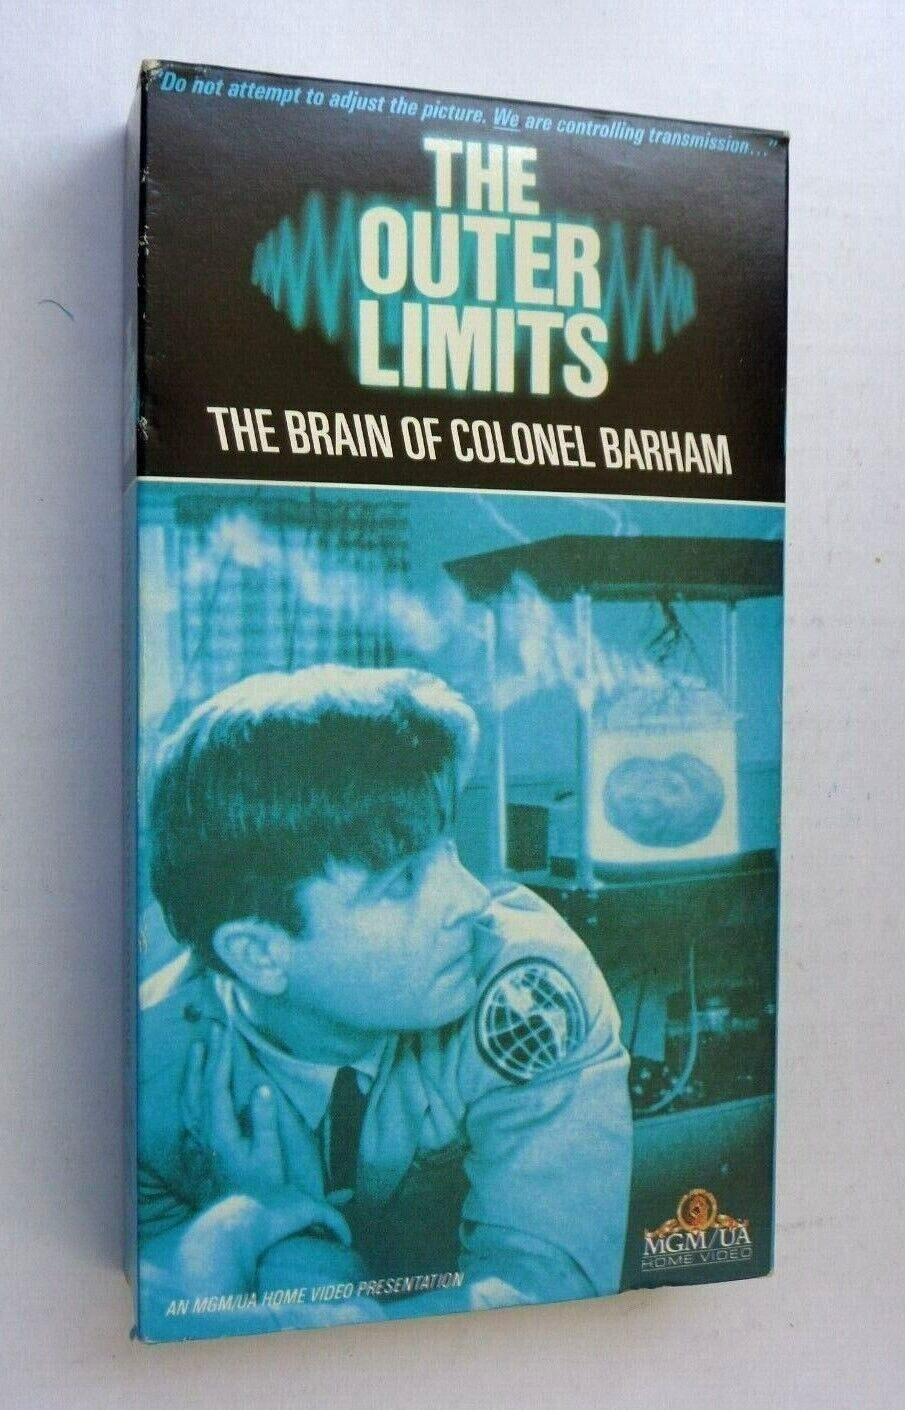 "Do not attempt to adjust the picture. We are controlling transmission..."
THE
OUTER
LIMITS
THE BRAIN OF COLONEL BARHAM
MGM/UA
HOME VIDEO
AN MGM/UA HOME VIDEO PRESENTATION